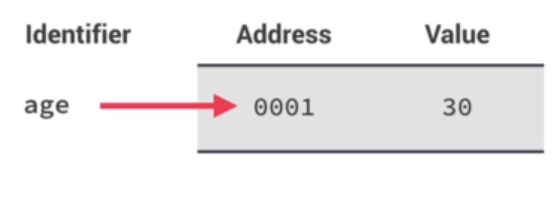 Identifier Address Value
age 0001 30